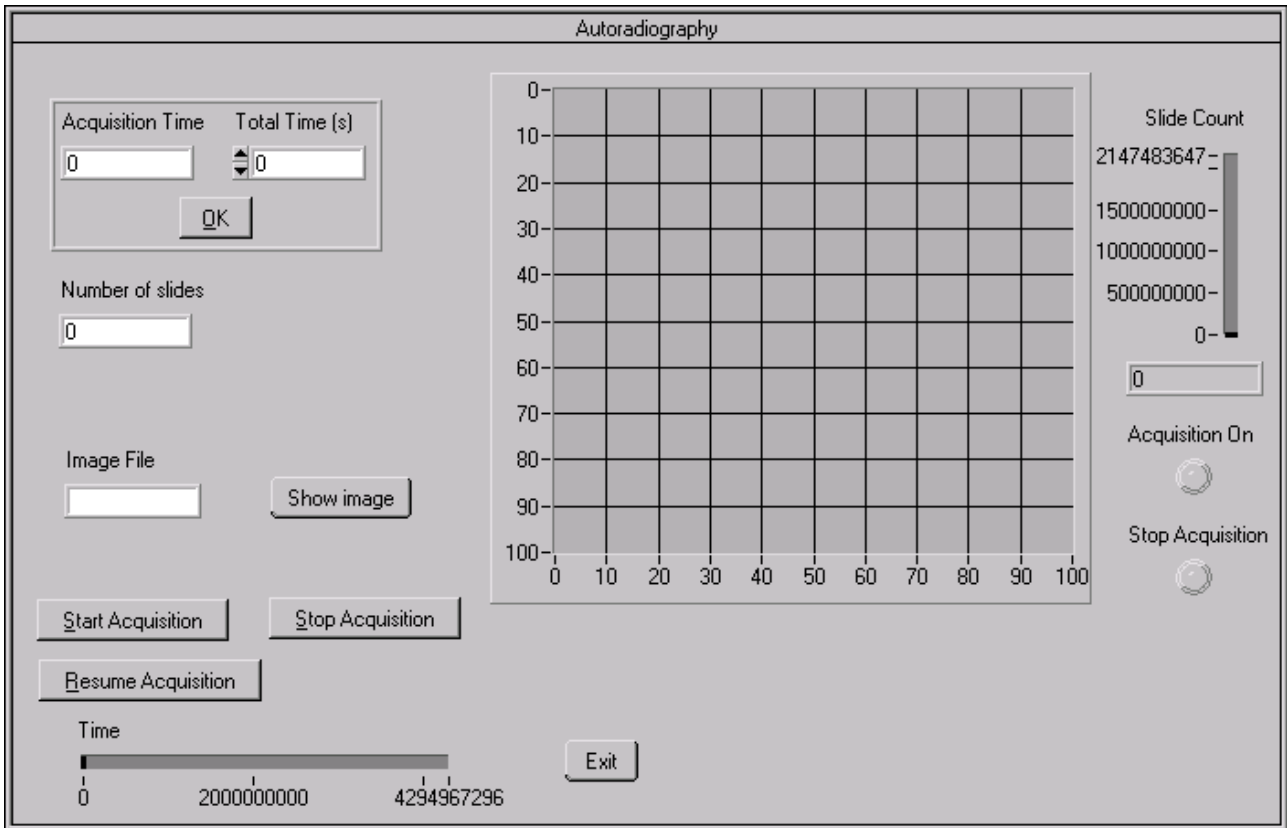 Autoradiography
Acquisition Time
Total Time (s)
0
0
OK
Number of slides
0
Image File
Show image
Start Acquisition
Stop Acquisition
Resume Acquisition
Time
0 2000000000 4294967296
Exit
0
10
20
30
40
50
60
70
80
90
100
0 10 20 30 40 50 60 70 80 90 100
Slide Count
2147483647
1500000000
1000000000
500000000
0
0
Acquisition On
Stop Acquisition